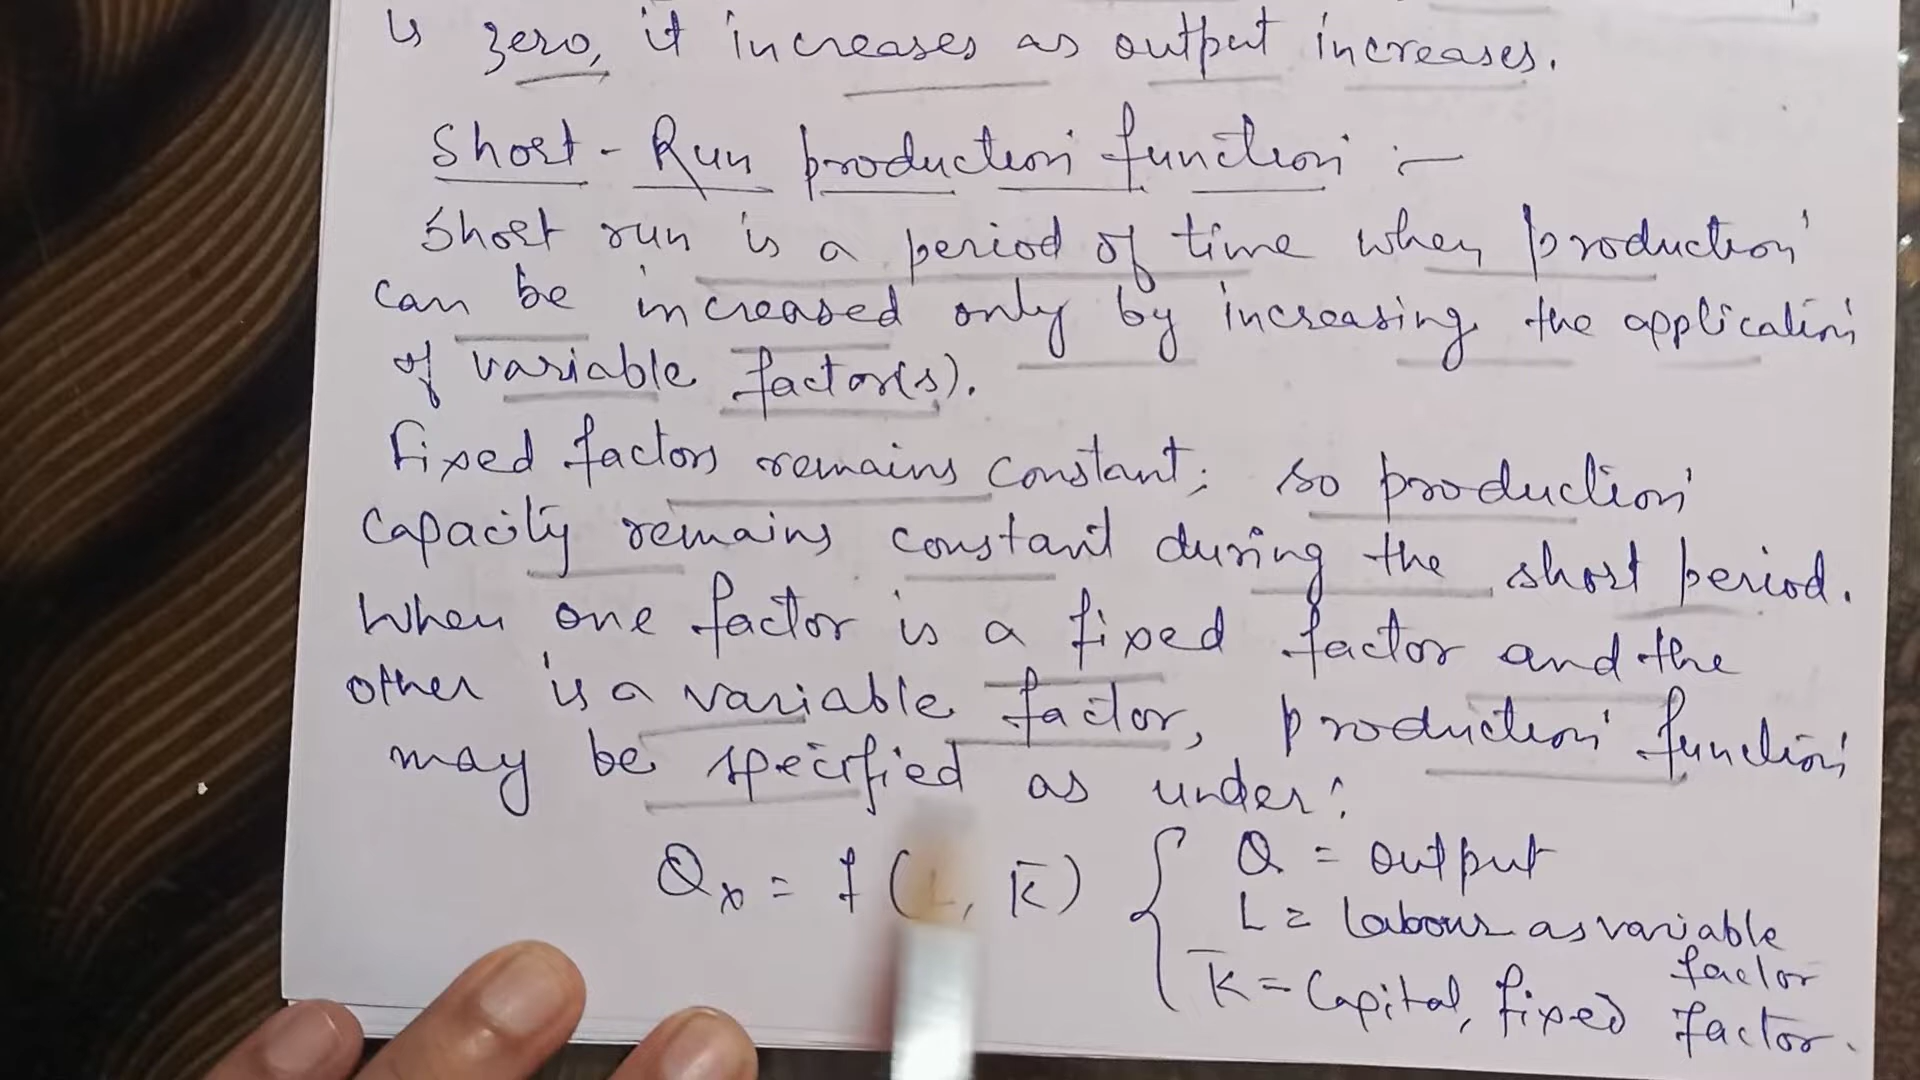 is zero, it increases as output increases.
Short-Run production function :-
Short run is a period of time when production
can be increased only by increasing the application
of variable factor(s).
Fixed factors remains constant; so production
capacity remains constant during the short period.
When one factor is a fixed factor and the
other is a variable factor, production function
may be specified as under:
Qx = f (L, K̄)
Q = output
L = labour as variable
factor
K̄ = Capital, fixed factor.